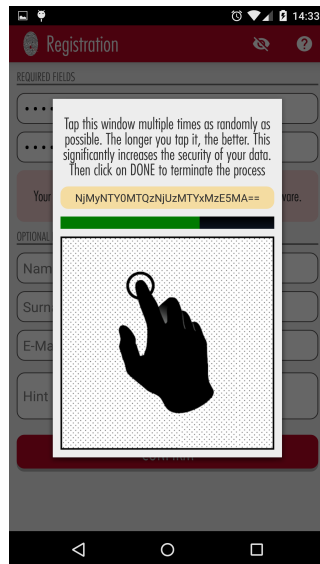 14:33
Registration
?
REQUIRED FIELDS
Tap this window multiple times as randomly as
possible. The longer you tap it, the better. This
significantly increases the security of your data.
Then click on DONE to terminate the process
Your
ware.
NjMyNTY0MTQzNjUzMTYxMzE5MA==
OPTIONAL
Nam
Surn
E-Ma
Hint